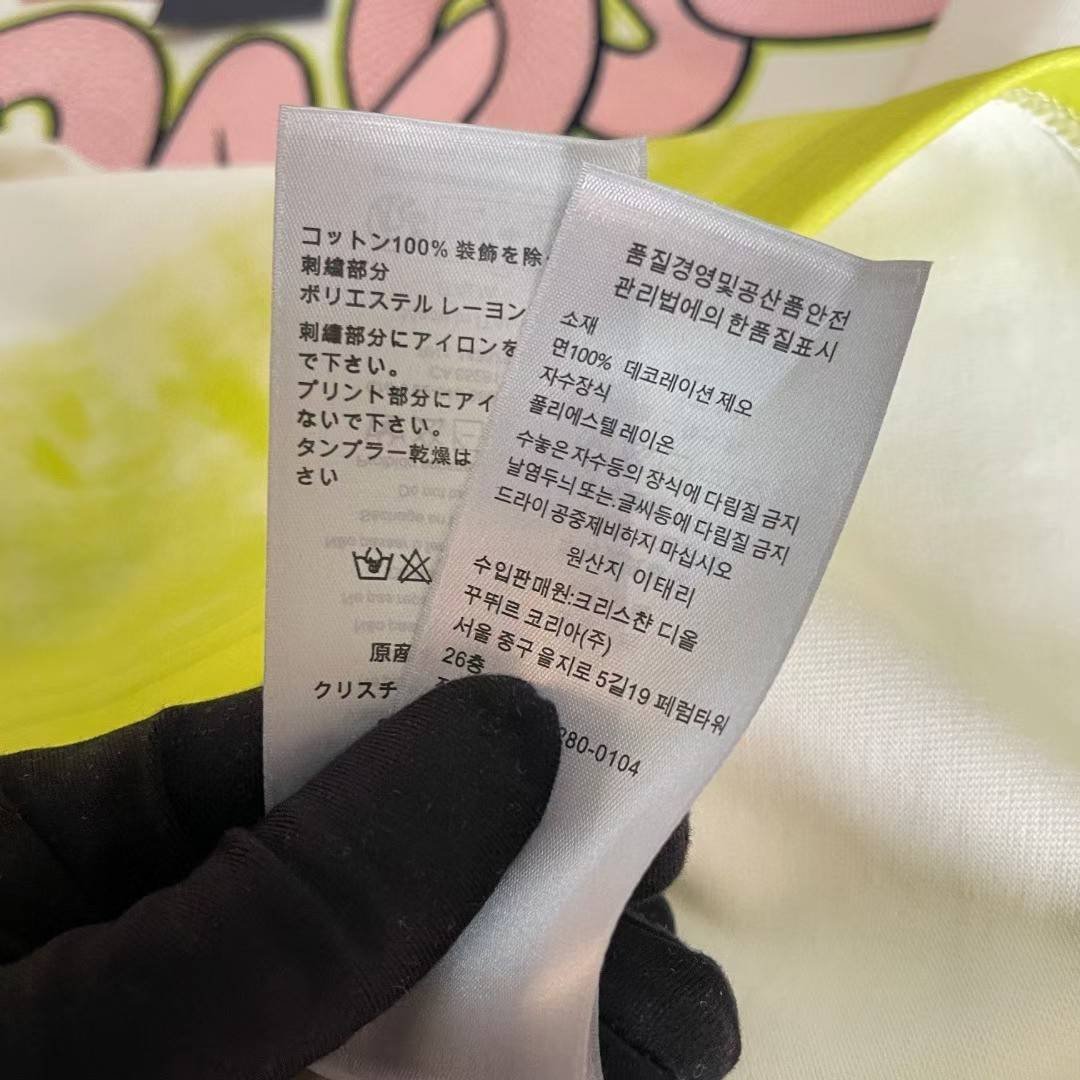 コットン100% 装飾を除
刺繍部分
ポリエステル レーヨン
刺繍部分にアイロンを
で下さい。
プリント部分にアイ
ないで下さい。
タンブラー乾燥は
さい
原産
クリスチ
품질경영및공산품안전
관리법에의 한품질표시
소재
면100% 데코레이션 제오
자수장식
폴리에스텔 레이온
수놓은 자수등의 장식에 다림질 금지
날염두늬 또는.글씨등에 다림질 금지
드라이 공중제비하지 마십시오
원산지 이태리
수입판매원:크리스챤 디올
꾸뛰르 코리아(주)
서울 중구 을지로 5길19 페럼타워
26층
280-0104